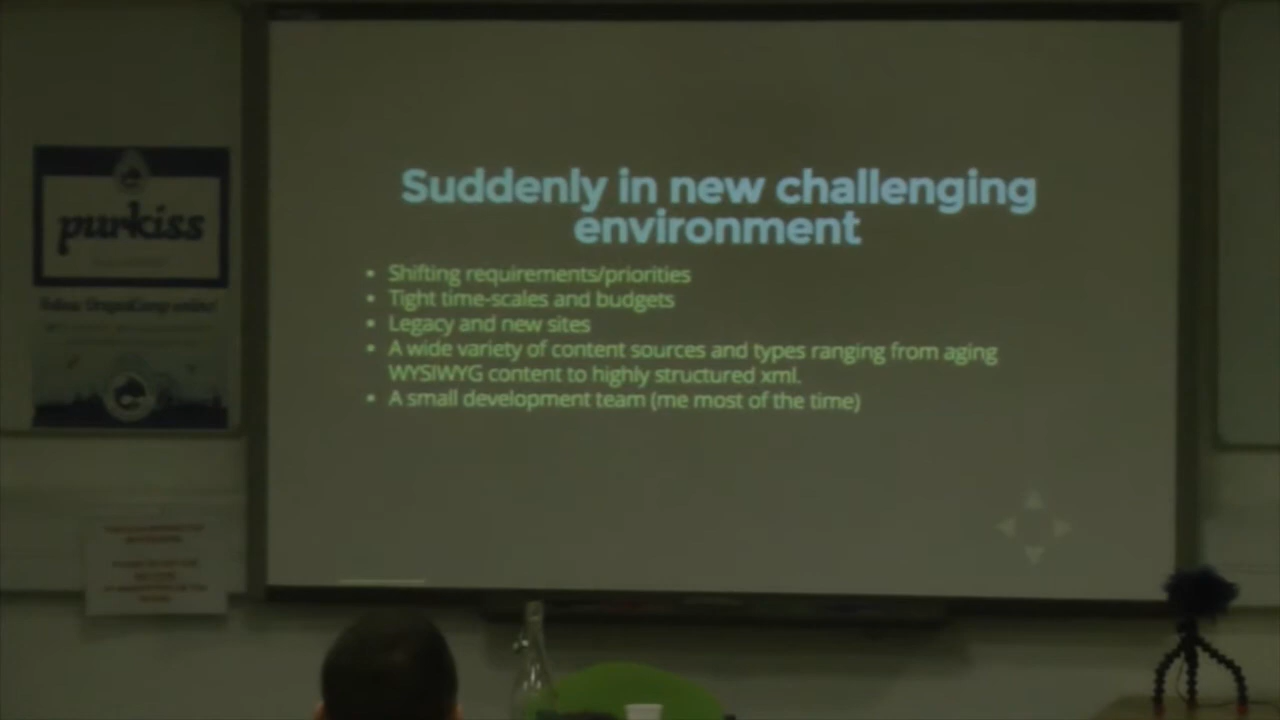 Suddenly in new challenging
environment
Shifting requirements/priorities
Tight time-scales and budgets
Legacy and new sites
A wide variety of content sources and types ranging from aging
WYSIWYG content to highly structured xml.
A small development team (me most of the time)
purkiss